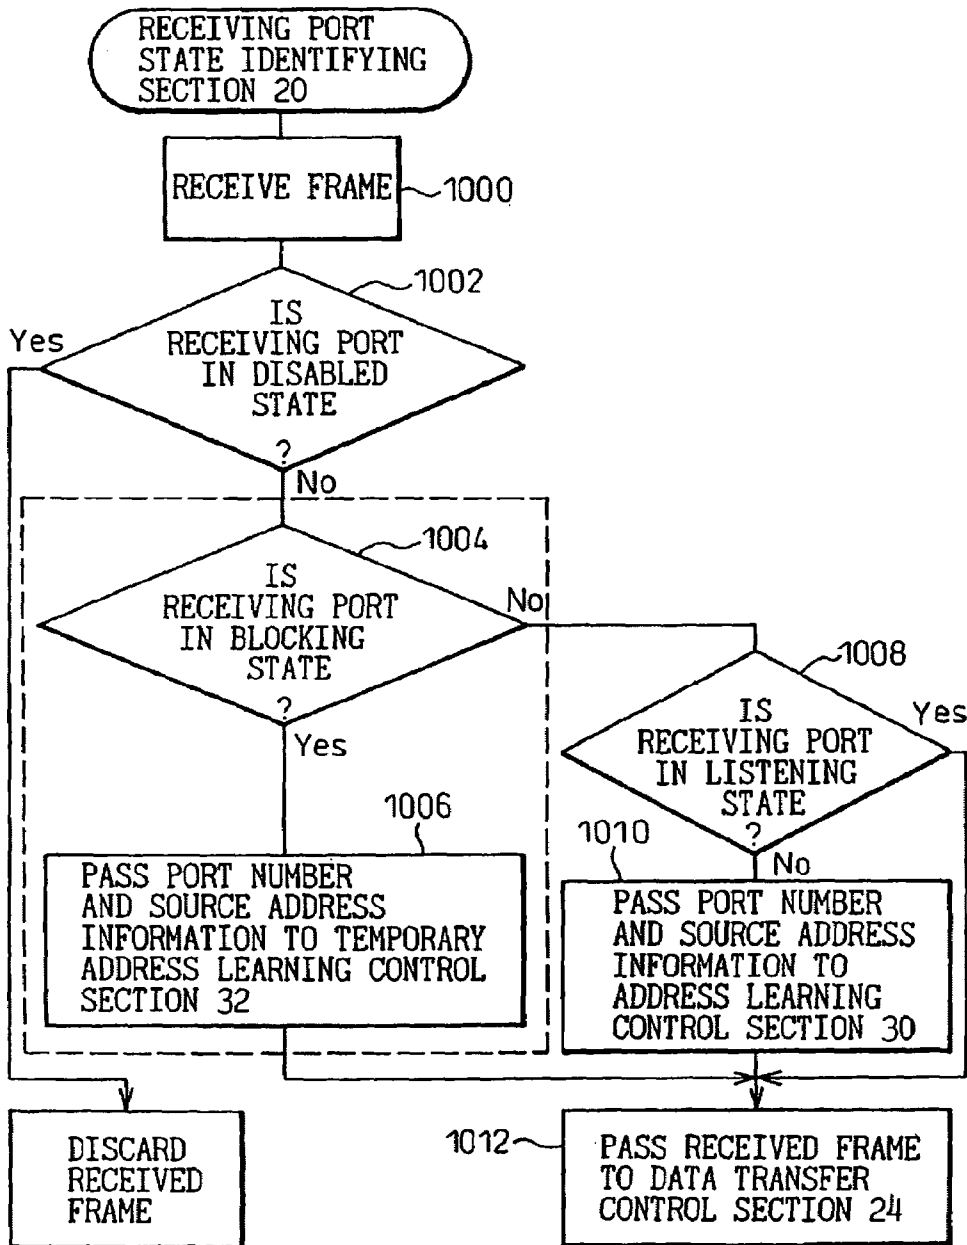 RECEIVING PORT
STATE IDENTIFYING
SECTION 20
RECEIVE FRAME
1000
1002
IS
RECEIVING PORT
IN DISABLED
STATE
?
Yes
No
1004
IS
RECEIVING PORT
IN BLOCKING
STATE
?
No
Yes
1008
IS
RECEIVING PORT
IN LISTENING
STATE
?
Yes
No
1006
PASS PORT NUMBER
AND SOURCE ADDRESS
INFORMATION TO TEMPORARY
ADDRESS LEARNING CONTROL
SECTION 32
1010
PASS PORT NUMBER
AND SOURCE ADDRESS
INFORMATION TO
ADDRESS LEARNING
CONTROL SECTION 30
DISCARD
RECEIVED
FRAME
1012
PASS RECEIVED FRAME
TO DATA TRANSFER
CONTROL SECTION 24